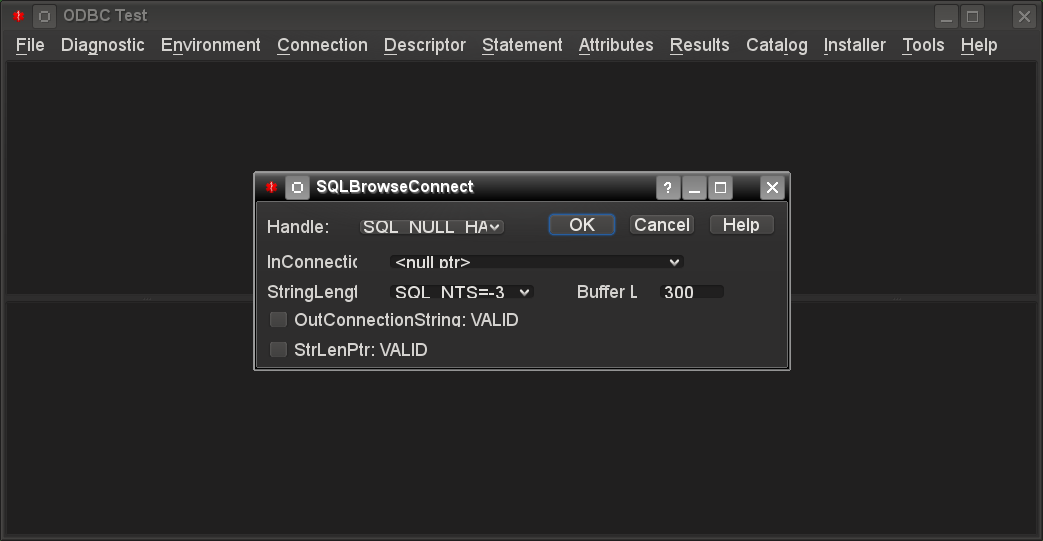 ODBC Test
File Diagnostic Environment Connection Descriptor Statement Attributes Results Catalog Installer Tools Help
SQLBrowseConnect
Handle: SQL_NULL_HA OK Cancel Help
InConnectic <null ptr>
StringLengt SQL_NTS=-3 Buffer L 300
OutConnectionString: VALID
StrLenPtr: VALID